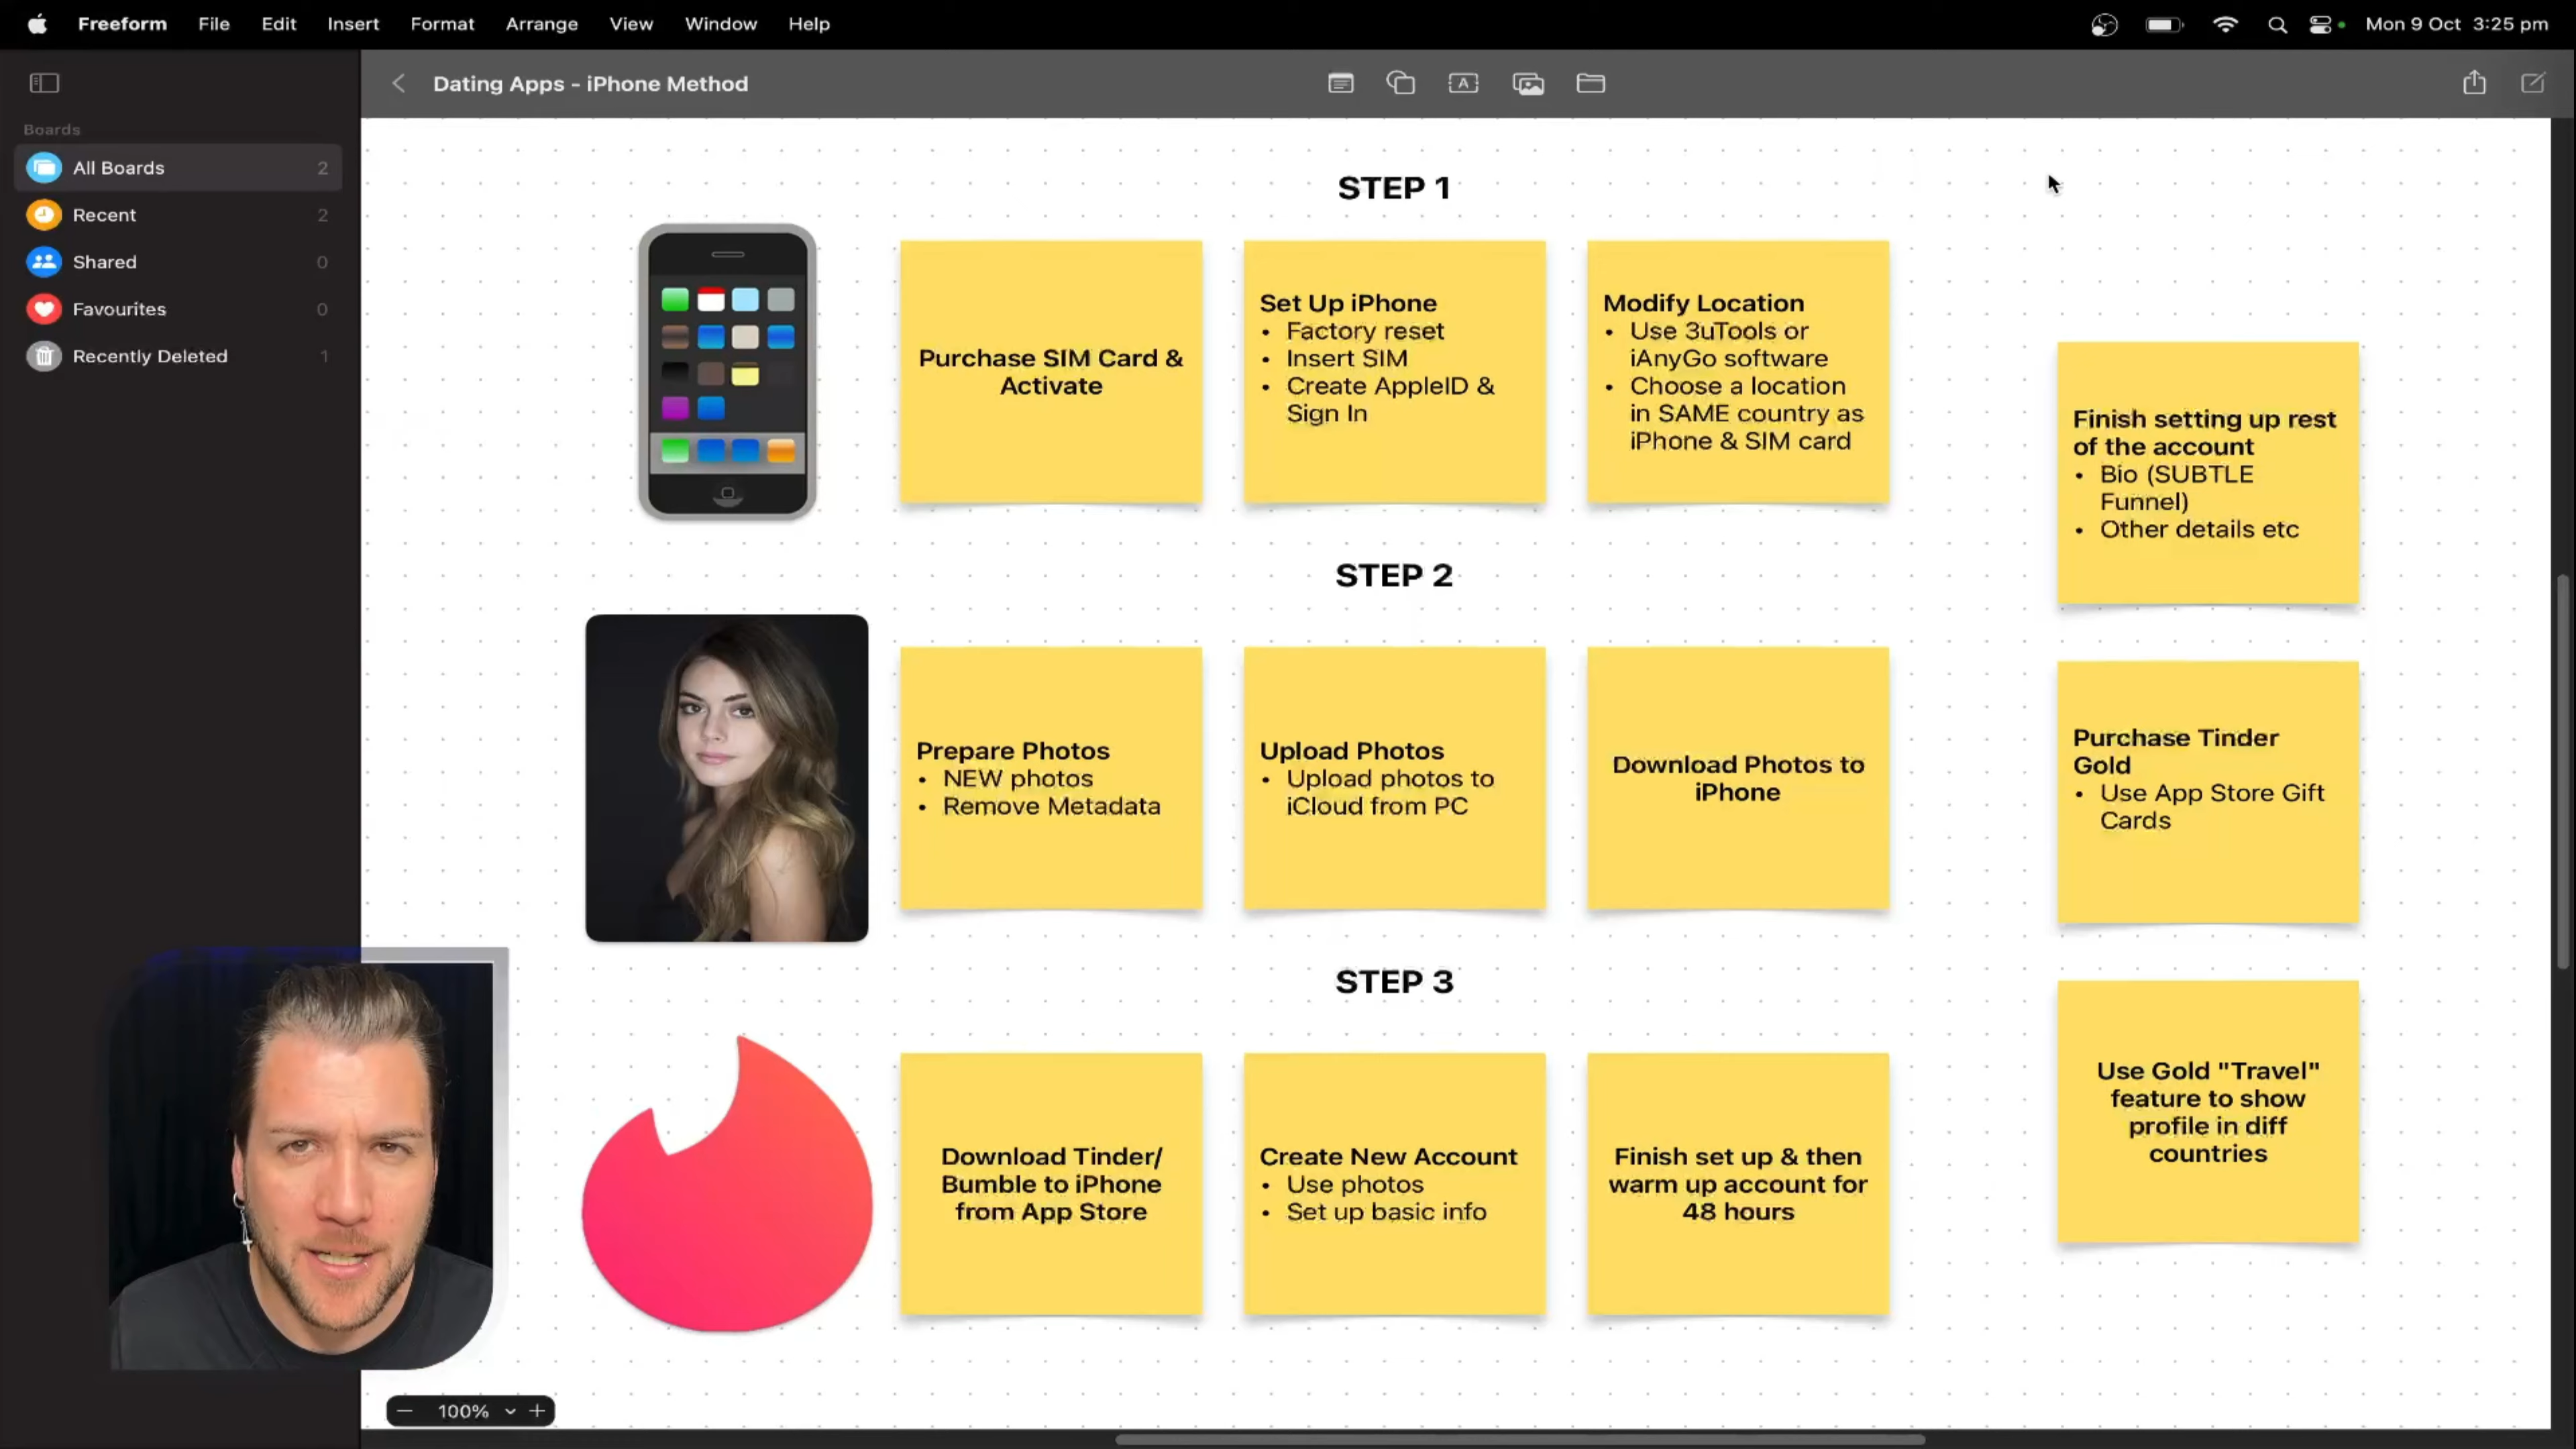 Freeform File Edit Insert Format Arrange View Window Help Mon 9 Oct 3:25 pm
Dating Apps - iPhone Method
Boards
All Boards 2
Recent 2
Shared 0
Favourites 0
Recently Deleted 1
STEP 1
Purchase SIM Card &
Activate
Set Up iPhone
• Factory reset
• Insert SIM
• Create AppleID &
Sign In
Modify Location
• Use 3uTools or
iAnyGo software
• Choose a location
in SAME country as
iPhone & SIM card
STEP 2
Prepare Photos
• NEW photos
• Remove Metadata
Upload Photos
• Upload photos to
iCloud from PC
Download Photos to
iPhone
STEP 3
Download Tinder/
Bumble to iPhone
from App Store
Create New Account
• Use photos
• Set up basic info
Finish set up & then
warm up account for
48 hours
Finish setting up rest
of the account
• Bio (SUBTLE
Funnel)
• Other details etc
Purchase Tinder
Gold
• Use App Store Gift
Cards
Use Gold "Travel"
feature to show
profile in diff
countries
100%